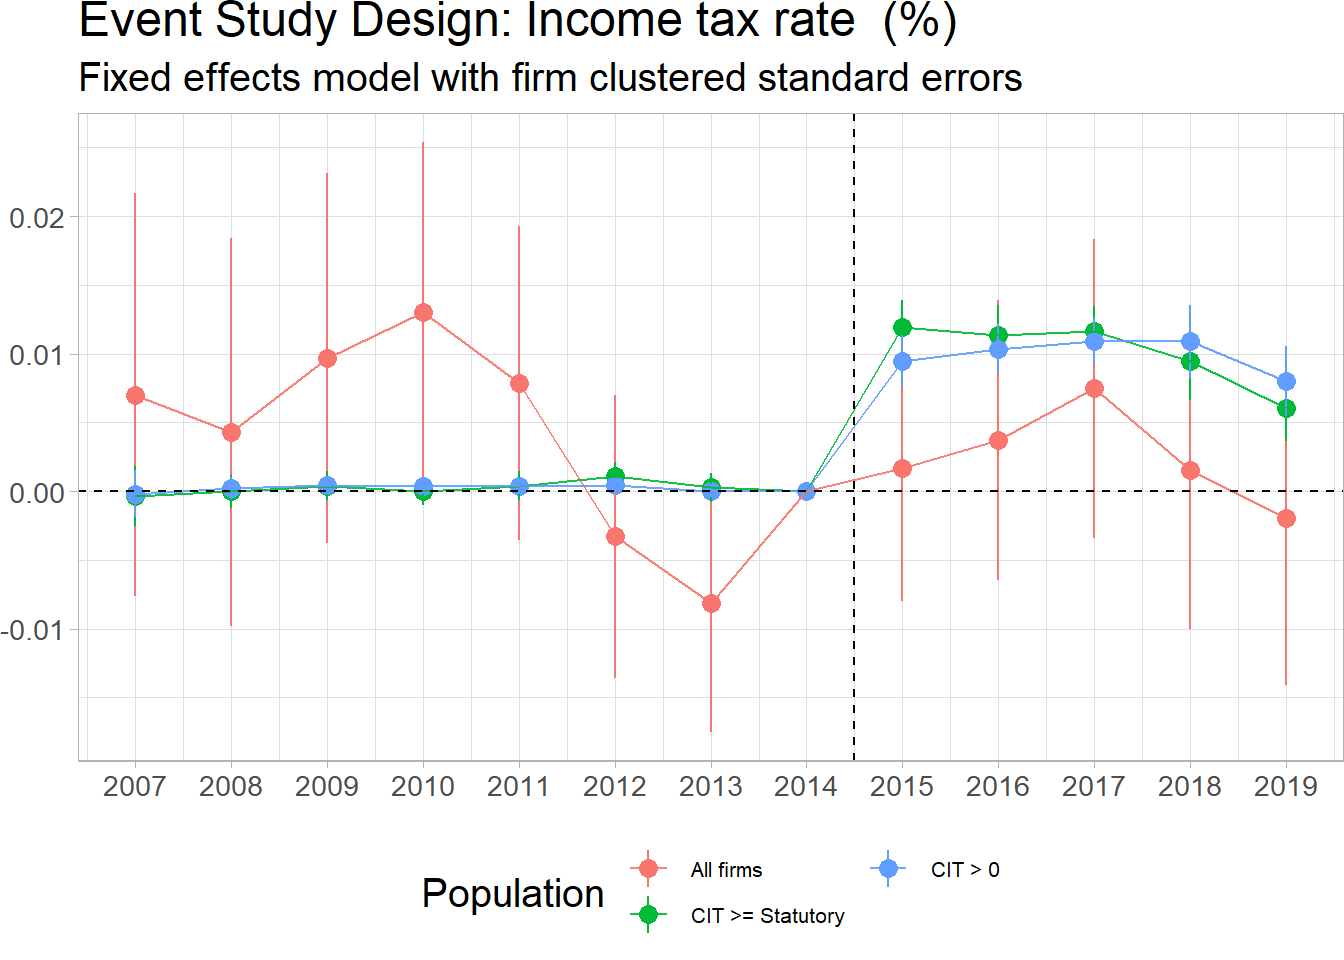 Event Study Design: Income tax rate  (%)
Fixed effects model with firm clustered standard errors
0.02
0.01
0.00
-0.01
2007 2008 2009 2010 2011 2012 2013 2014 2015 2016 2017 2018 2019
Population
All firms
CIT > 0
CIT >= Statutory